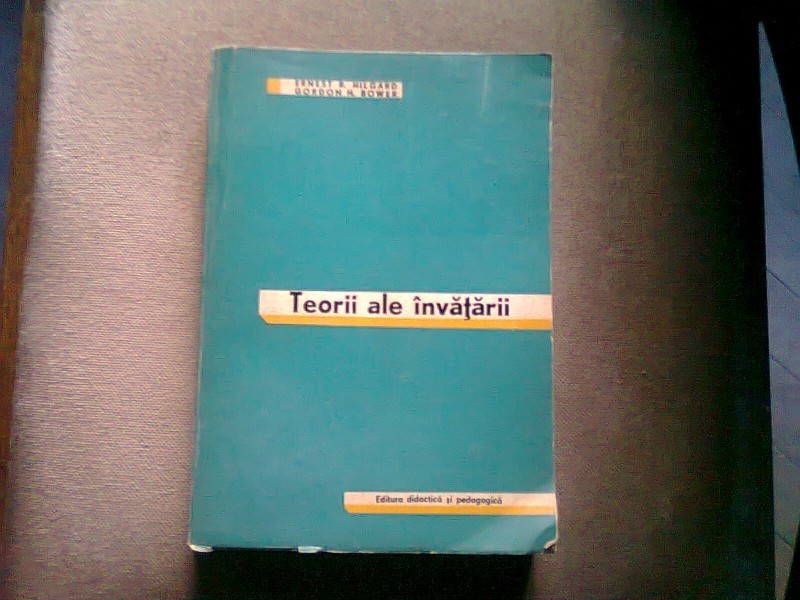 ERNEST R. HILGARD
GORDON H. BOWER
Teorii ale învăţării
Editura didactică şi pedagogică